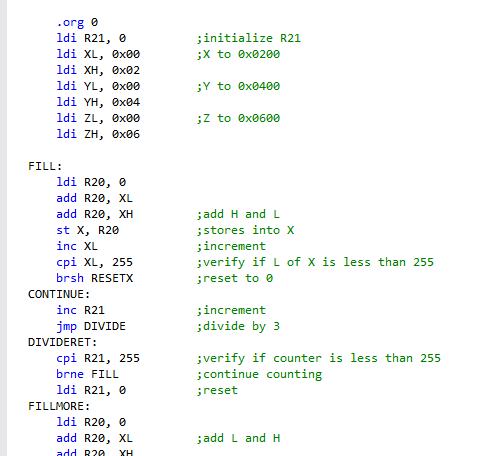 .org 0
ldi R21, 0 ;initialize R21
ldi XL, 0x00 ;X to 0x0200
ldi XH, 0x02
ldi YL, 0x00 ;Y to 0x0400
ldi YH, 0x04
ldi ZL, 0x00 ;Z to 0x0600
ldi ZH, 0x06
FILL:
ldi R20, 0
add R20, XL
add R20, XH ;add H and L
st X, R20 ;stores into X
inc XL ;increment
cpi XL, 255 ;verify if L of X is less than 255
brsh RESETX ;reset to 0
CONTINUE:
inc R21 ;increment
jmp DIVIDE ;divide by 3
DIVIDERET:
cpi R21, 255 ;verify if counter is less than 255
brne FILL ;continue counting
ldi R21, 0 ;reset
FILLMORE:
ldi R20, 0
add R20, XL ;add L and H
add R20, XH